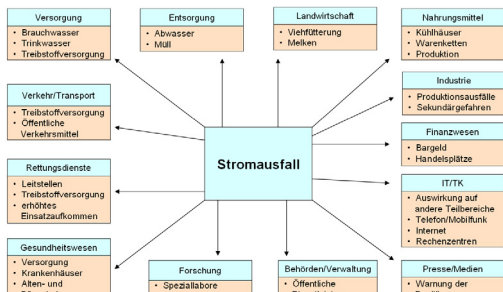 Versorgung
• Brauchwasser
• Trinkwasser
• Treibstoffversorgung
Entsorgung
• Abwasser
• Müll
Landwirtschaft
• Viehfütterung
• Melken
Nahrungsmittel
• Kühlhäuser
• Warenketten
• Produktion
Verkehr/Transport
• Treibstoffversorgung
• Öffentliche
Verkehrsmittel
Stromausfall
Industrie
• Produktionsausfälle
• Sekundärgefahren
Finanzwesen
• Bargeld
• Handelsplätze
Rettungsdienste
• Leitstellen
• Treibstoffversorgung
• erhöhtes
Einsatzaufkommen
IT/TK
• Auswirkung auf
andere Teilbereiche
• Telefon/Mobilfunk
• Internet
• Rechenzentren
Gesundheitswesen
• Versorgung
• Krankenhäuser
• Alten- und
Forschung
• Speziallabore
Behörden/Verwaltung
• Öffentliche
Presse/Medien
• Warnung der